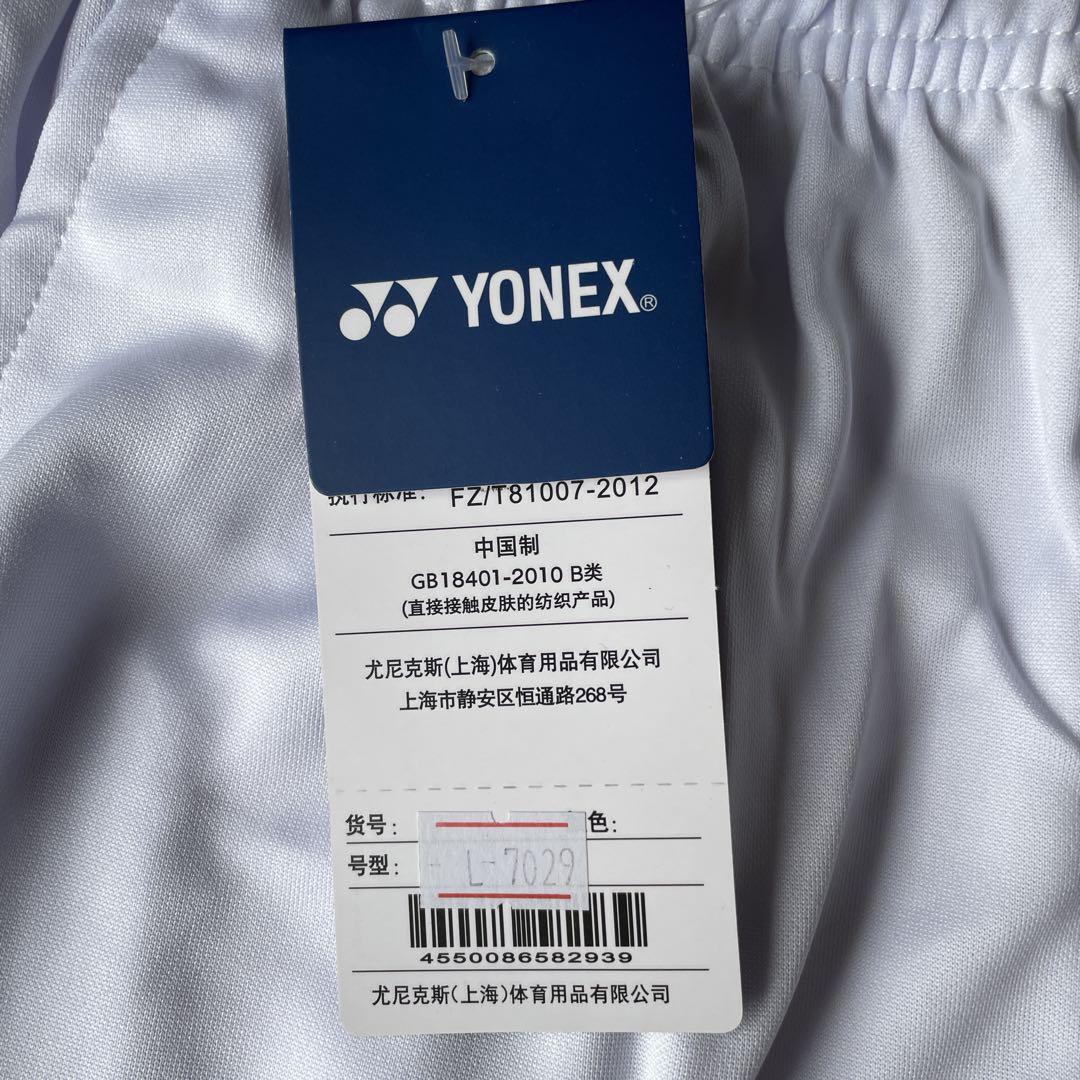 YONEX®
执行标准: FZ/T81007-2012
中国制
GB18401-2010 B类
(直接接触皮肤的纺织产品)
尤尼克斯(上海)体育用品有限公司
上海市静安区恒通路268号
货号: 色:
号型: L-7029
4550086582939
尤尼克斯(上海)体育用品有限公司